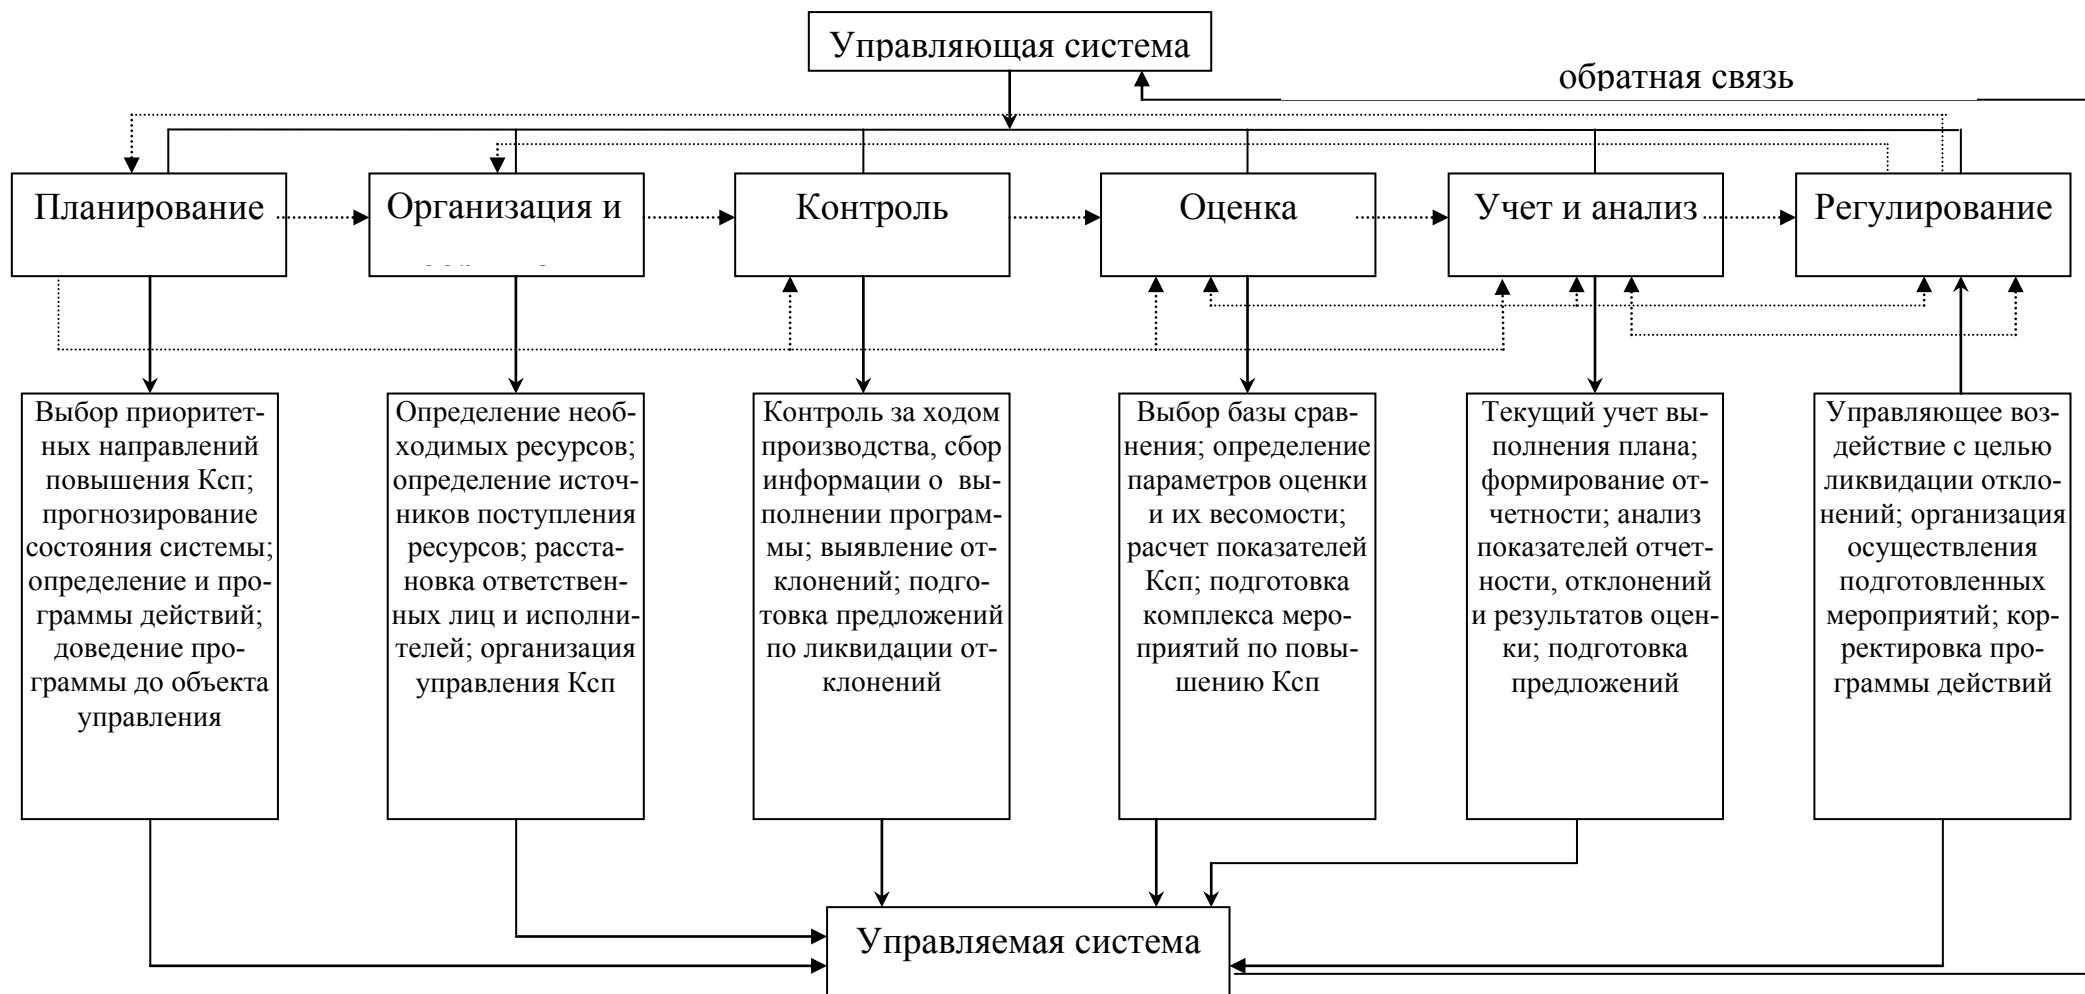 Управляющая система
обратная связь
Планирование
Организация и
Контроль
Оценка
Учет и анализ
Регулирование
Выбор приоритет-
ных направлений
повышения Ксп;
прогнозирование
состояния системы;
определение и про-
граммы действий;
доведение про-
граммы до объекта
управления
Определение необ-
ходимых ресурсов;
определение источ-
ников поступления
ресурсов; расста-
новка ответствен-
ных лиц и исполни-
телей; организация
управления Ксп
Контроль за ходом
производства, сбор
информации о вы-
полнении програм-
мы; выявление от-
клонений; подго-
товка предложений
по ликвидации от-
клонений
Выбор базы срав-
нения; определение
параметров оценки
и их весомости;
расчет показателей
Ксп; подготовка
комплекса меро-
приятий по повы-
шению Ксп
Текущий учет вы-
полнения плана;
формирование от-
четности; анализ
показателей отчет-
ности, отклонений
и результатов оцен-
ки; подготовка
предложений
Управляющее воз-
действие с целью
ликвидации откло-
нений; организация
осуществления
подготовленных
мероприятий; кор-
ректировка про-
граммы действий
Управляемая система